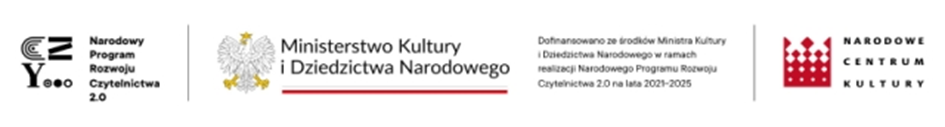 CZ
Y
Narodowy
Program
Rozwoju
Czytelnictwa
2.0
Ministerstwo Kultury
i Dziedzictwa Narodowego
Dofinansowano ze środków Ministra Kultury
i Dziedzictwa Narodowego w ramach
realizacji Narodowego Programu Rozwoju
Czytelnictwa 2.0 na lata 2021–2025
NARODOWE
CENTRUM
KULTURY